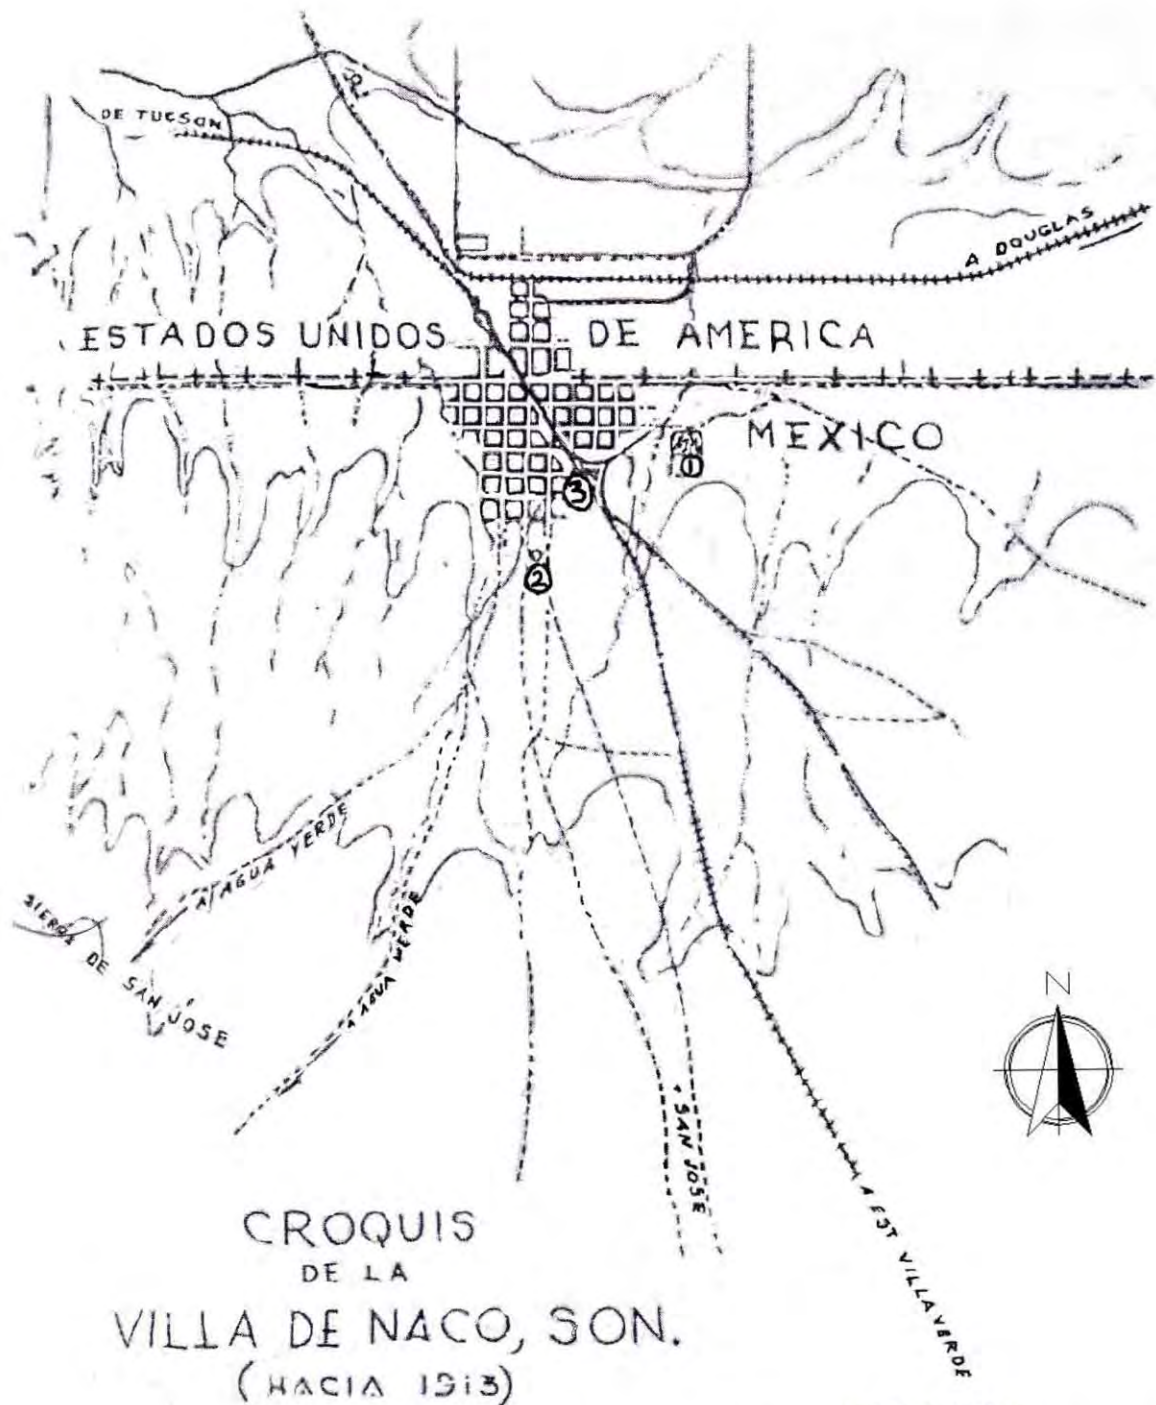 DE TUCSON
A DOUGLAS
ESTADOS UNIDOS DE AMERICA
MEXICO
1
3
2
A AGUA VERDE
A AGUA VERDE
SIERRA DE SAN JOSE
N
A SAN JOSE
A EST VILLAVERDE
CROQUIS
DE LA
VILLA DE NACO, SON.
(HACIA 1913)